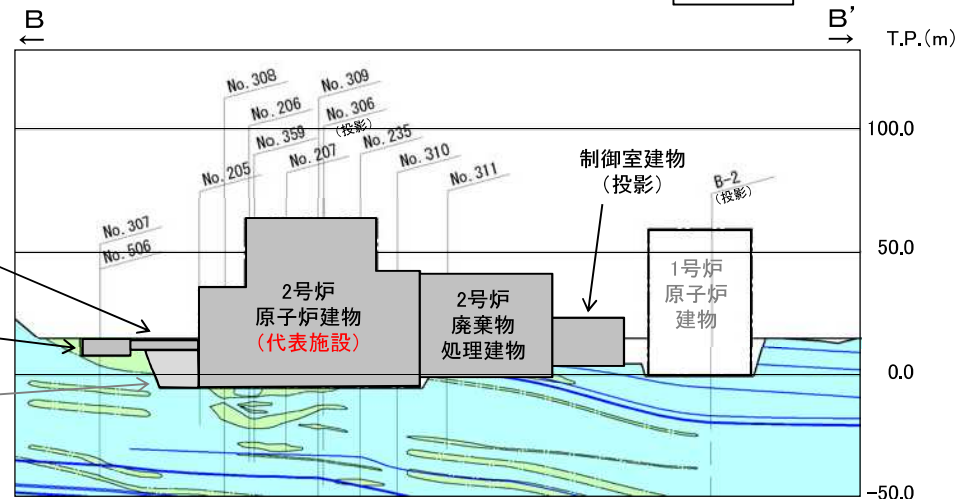 B
B’
T.P.(m)
No. 308
No. 309
No. 206
No. 306
(投影)
No. 359
No. 235
No. 205
No. 207
No. 310
No. 311
制御室建物
(投影)
B-2
(投影)
100.0
No. 307
No. 506
50.0
2号炉
原子炉建物
(代表施設)
2号炉
廃棄物
処理建物
1号炉
原子炉
建物
0.0
-50.0